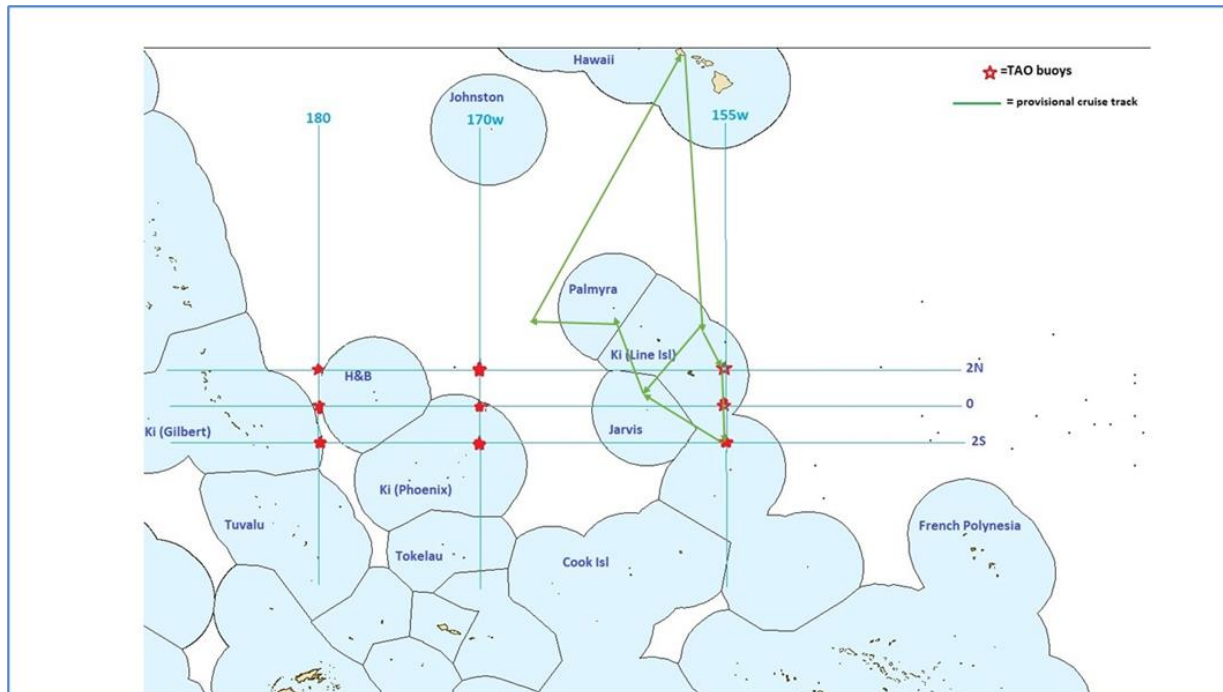 Hawaii
=TAO buoys
Johnston
= provisional cruise track
180
170w
155w
Palmyra
Ki (Line Isl)
2N
H&B
0
Ki (Gilbert)
Jarvis
2S
Ki (Phoenix)
Tuvalu
French Polynesia
Tokelau
Cook Isl